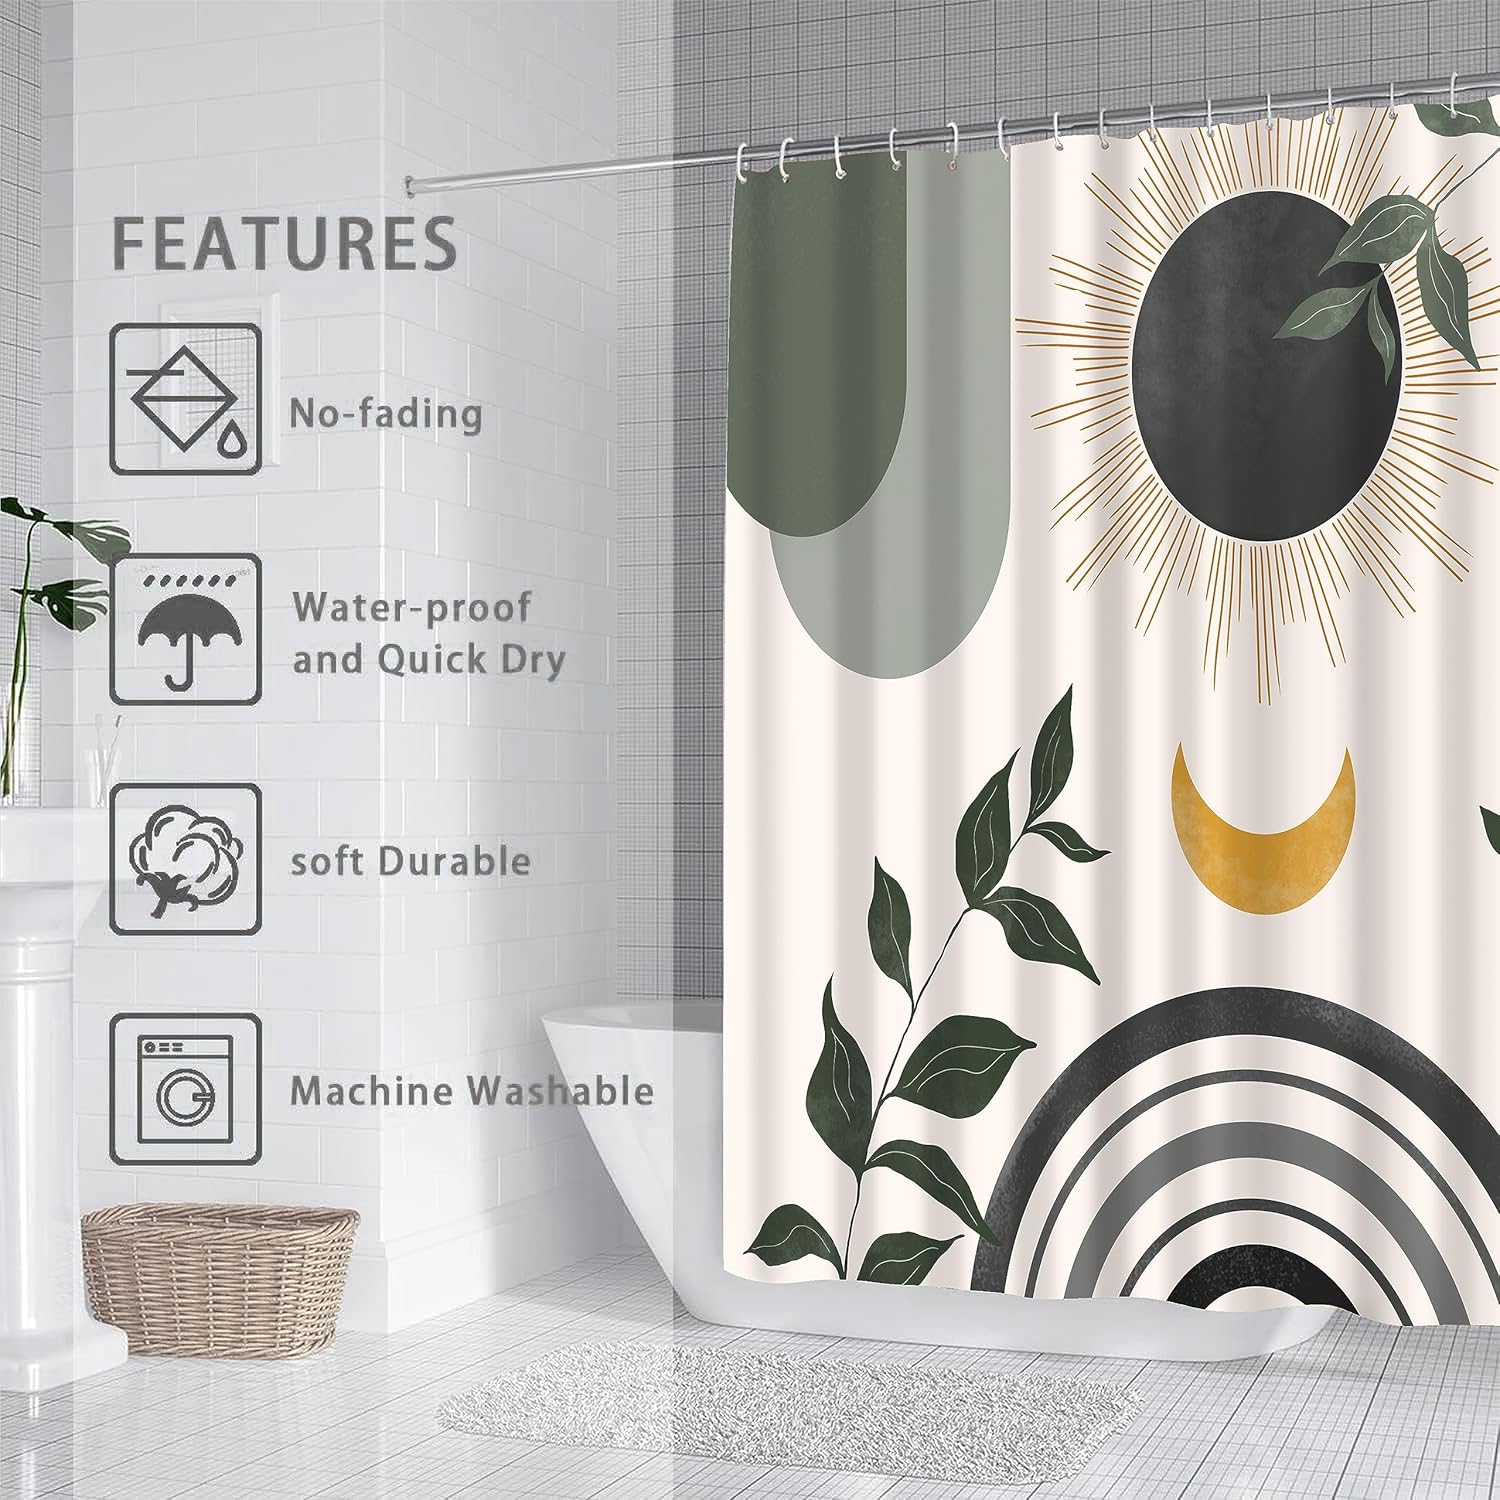 FEATURES
No-fading
Water-proof
and Quick Dry
soft Durable
Machine Washable